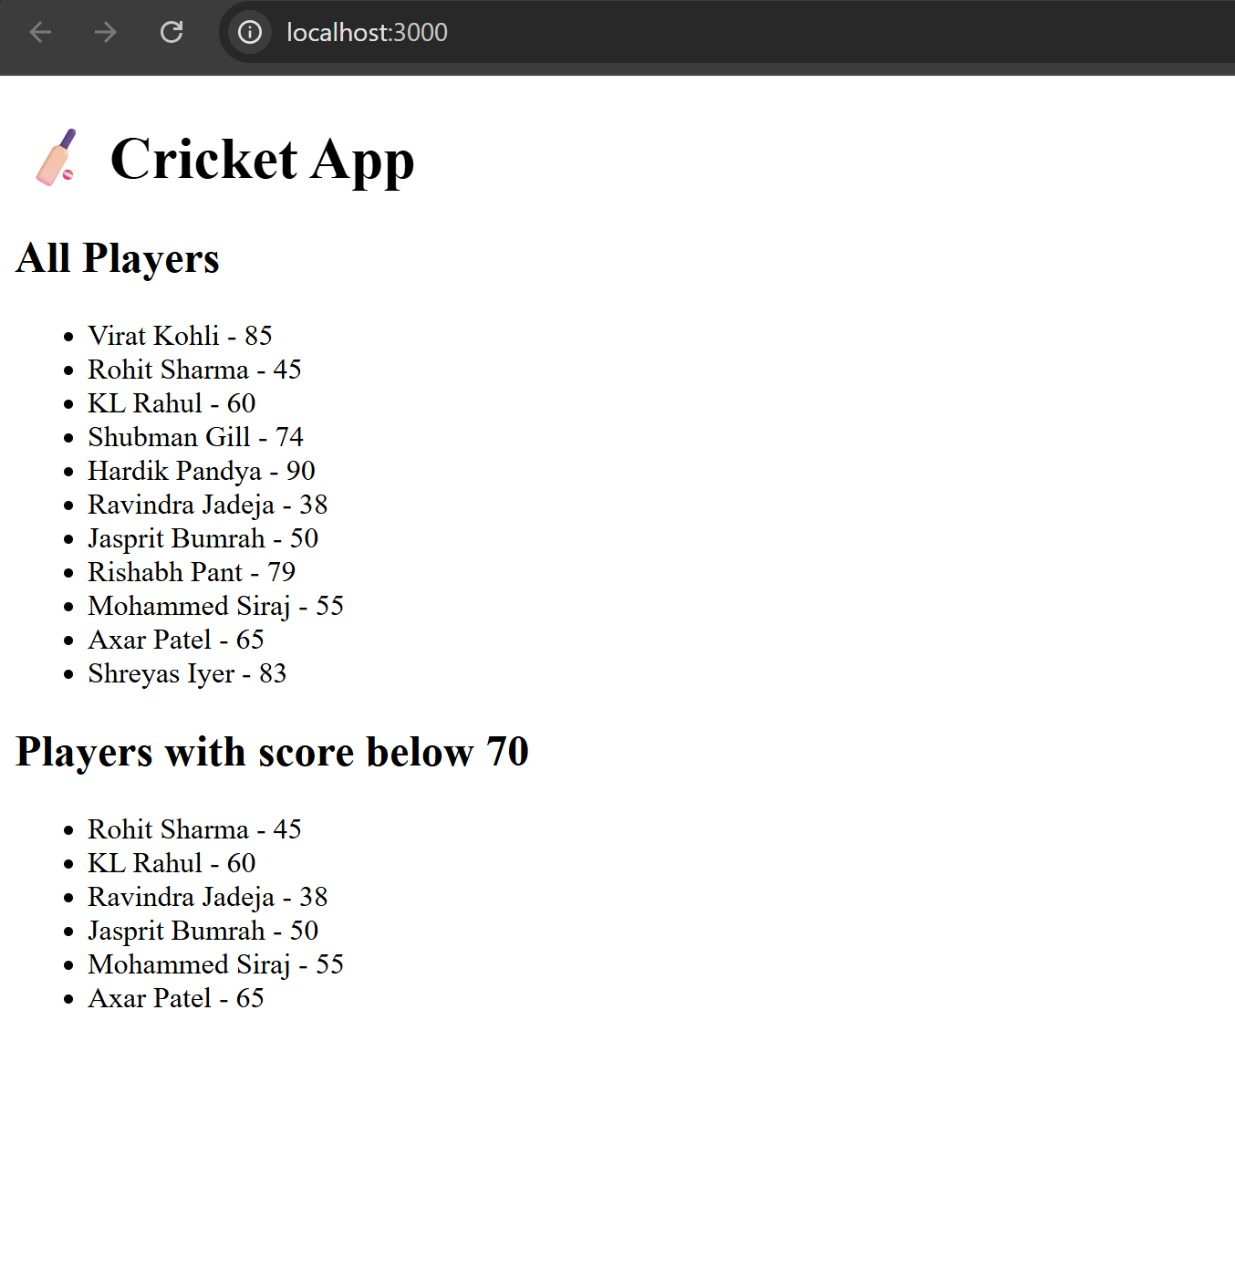 localhost:3000
Cricket App
All Players
Virat Kohli - 85
Rohit Sharma - 45
KL Rahul - 60
Shubman Gill - 74
Hardik Pandya - 90
Ravindra Jadeja - 38
Jasprit Bumrah - 50
Rishabh Pant - 79
Mohammed Siraj - 55
Axar Patel - 65
Shreyas Iyer - 83
Players with score below 70
Rohit Sharma - 45
KL Rahul - 60
Ravindra Jadeja - 38
Jasprit Bumrah - 50
Mohammed Siraj - 55
Axar Patel - 65